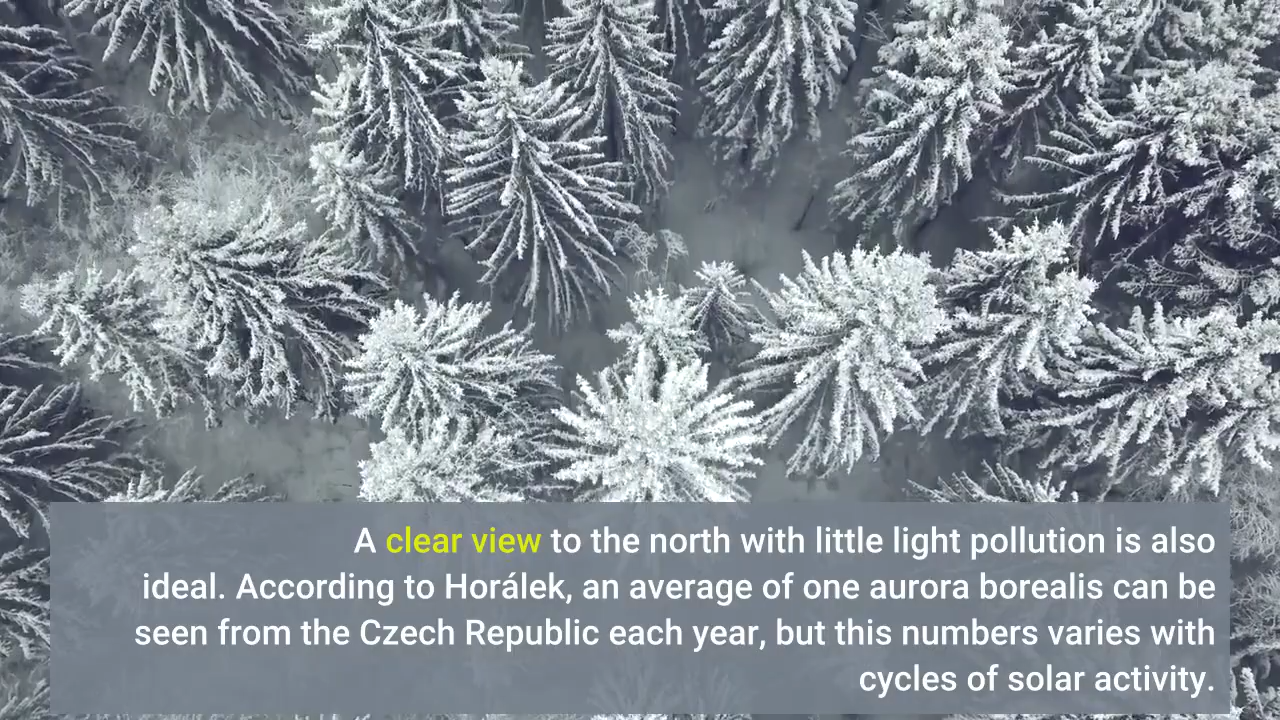 A clear view to the north with little light pollution is also
ideal. According to Horálek, an average of one aurora borealis can be
seen from the Czech Republic each year, but this numbers varies with
cycles of solar activity.